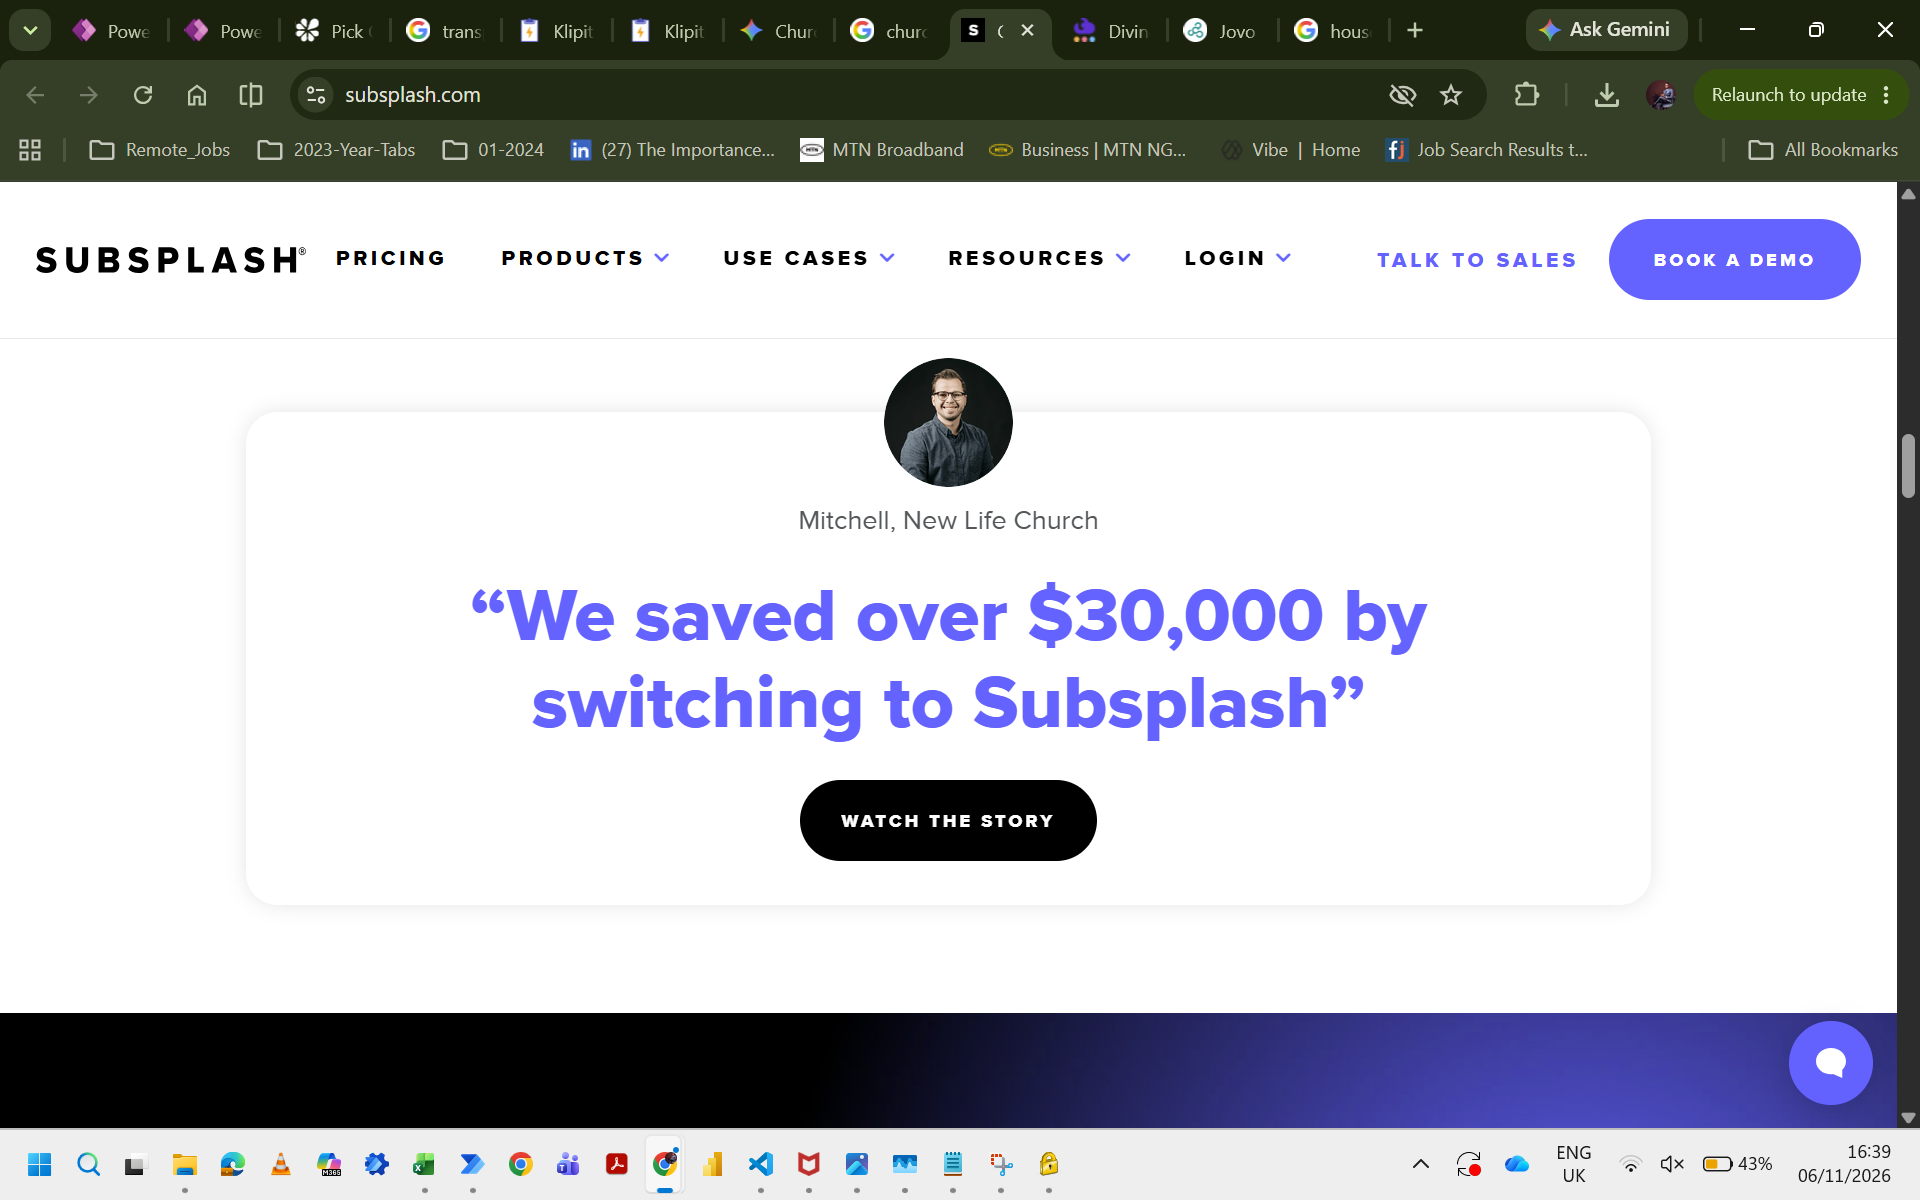 Powe
Powe
Pick
trans
Klipit
Klipit
Chur
churc
S
Divin
Jovo
hous
Ask Gemini
subsplash.com
Relaunch to update
Remote_Jobs
2023-Year-Tabs
01-2024
in (27) The Importance...
MTN Broadband
Business | MTN NG...
Vibe | Home
fj Job Search Results t...
All Bookmarks
SUBSPLASH®
PRICING
PRODUCTS
USE CASES
RESOURCES
LOGIN
TALK TO SALES
BOOK A DEMO
Mitchell, New Life Church
“We saved over $30,000 by
switching to Subsplash”
WATCH THE STORY
M365
ENG
UK
43%
16:39
06/11/2026